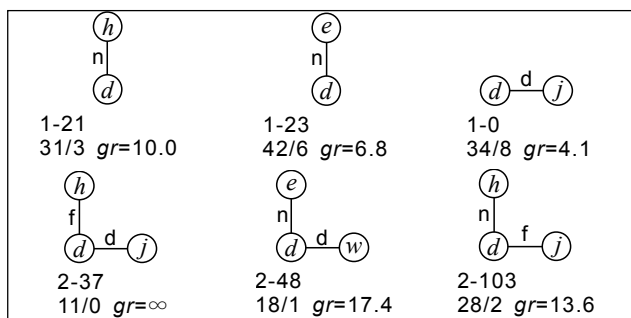 h e
n n
d d d d j
1-21 1-23 1-0
31/3 gr=10.0 42/6 gr=6.8 34/8 gr=4.1
h e h
f n n
d d j d d w d f j
2-37 2-48 2-103
11/0 gr=∞ 18/1 gr=17.4 28/2 gr=13.6